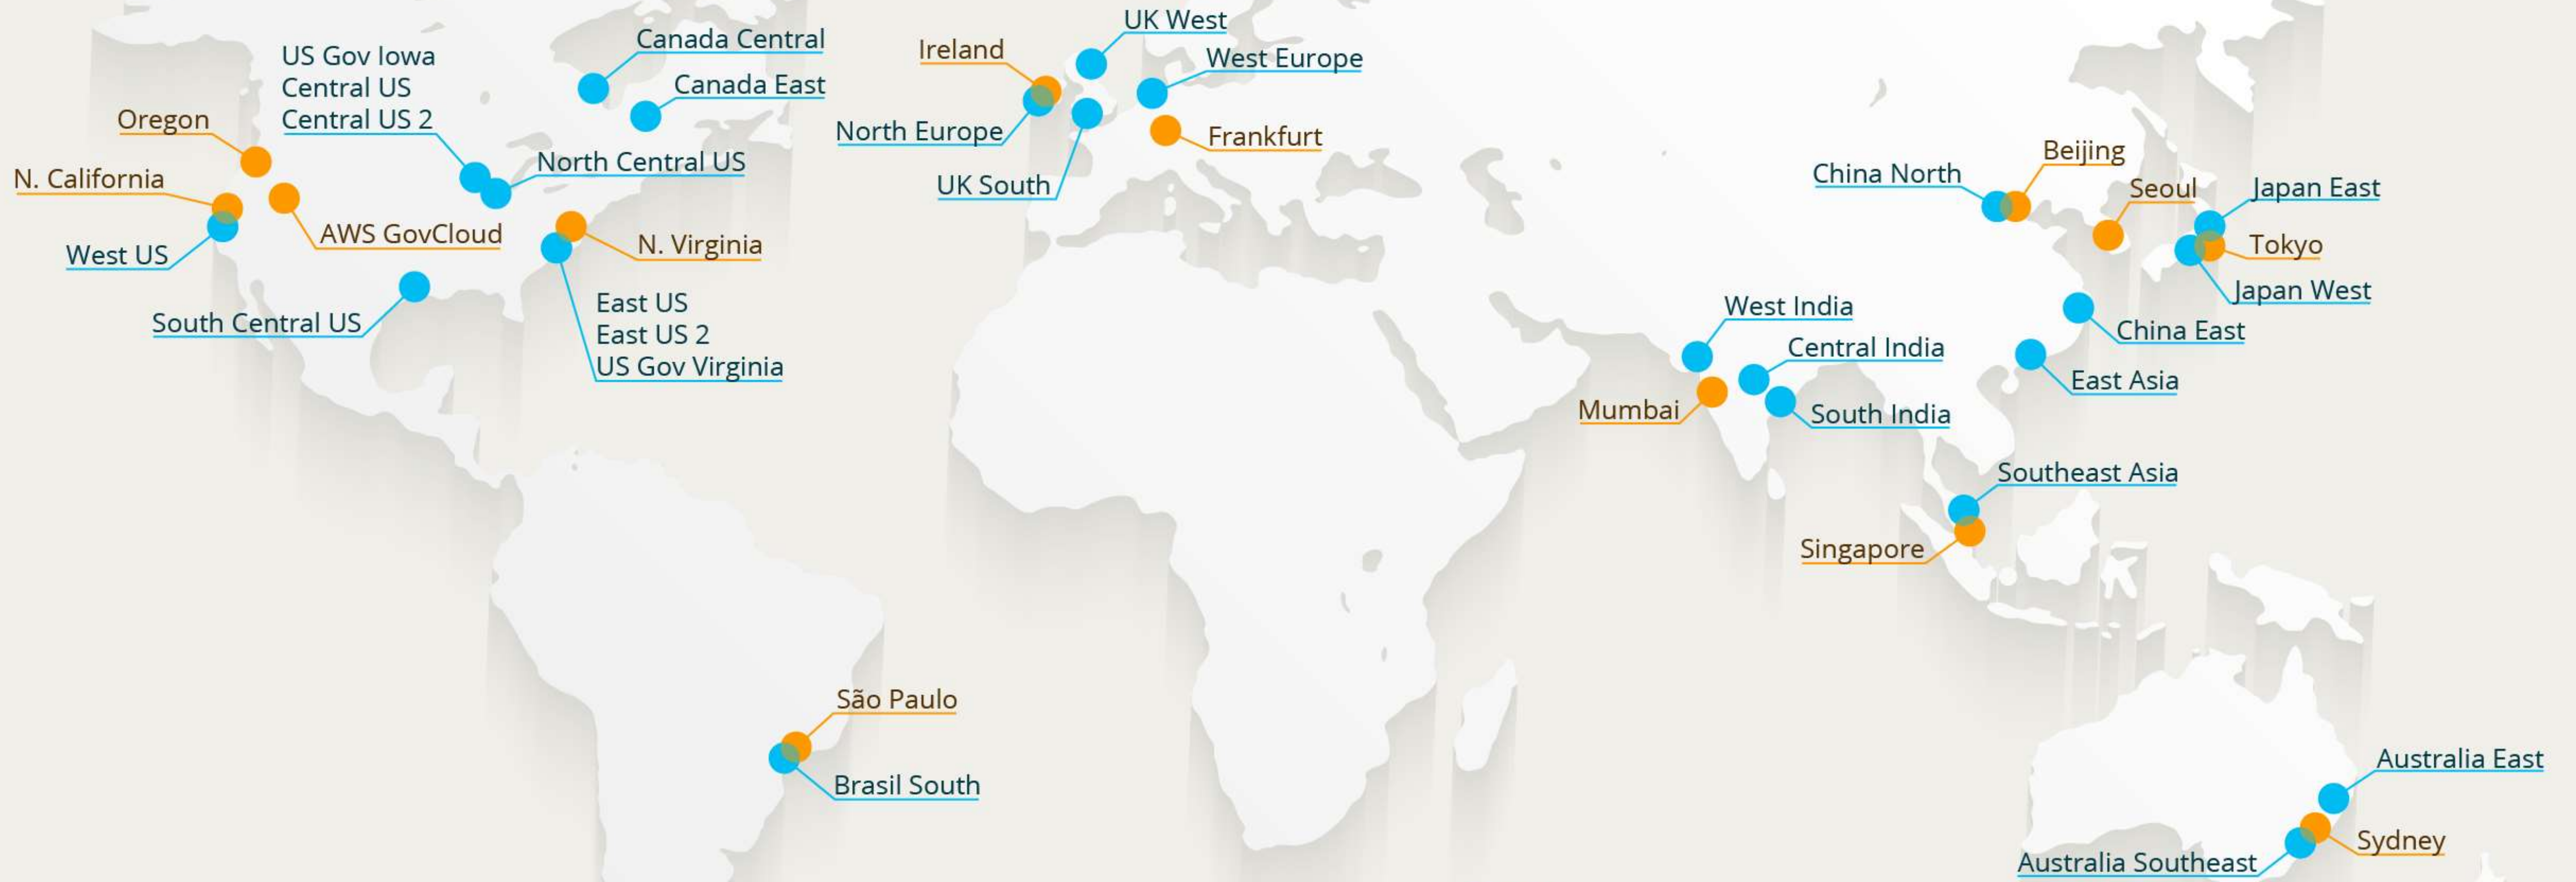 US Gov Iowa
Central US
Central US 2
Canada Central
Canada East
Oregon
North Central US
N. California
AWS GovCloud
West US
N. Virginia
South Central US
East US
East US 2
US Gov Virginia
UK West
Ireland
West Europe
North Europe
Frankfurt
UK South
Beijing
China North
Seoul
Japan East
Tokyo
Japan West
China East
West India
Central India
East Asia
Mumbai
South India
Southeast Asia
Singapore
São Paulo
Brasil South
Australia East
Sydney
Australia Southeast